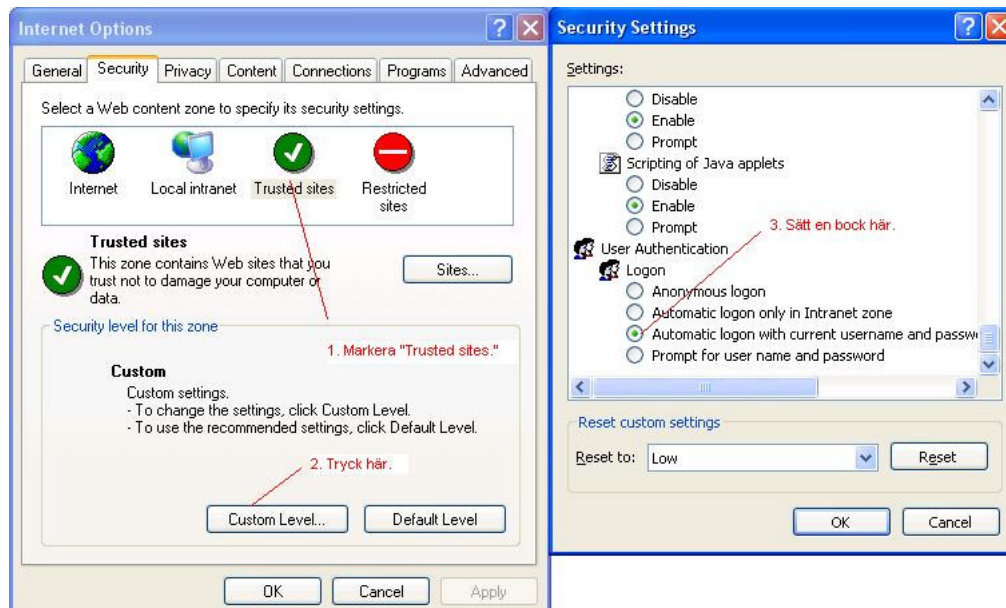 Internet Options
General Security Privacy Content Connections Programs Advanced
Select a Web content zone to specify its security settings.
Internet Local intranet Trusted sites Restricted
sites
Trusted sites
This zone contains Web sites that you
trust not to damage your computer or
data.
Sites...
Security level for this zone
1. Markera "Trusted sites."
Custom
Custom settings.
- To change the settings, click Custom Level.
- To use the recommended settings, click Default Level.
2. Tryck här.
Custom Level... Default Level
OK Cancel Apply
Security Settings
Settings:
Disable
Enable
Prompt
Scripting of Java applets
Disable
Enable
Prompt
3. Sätt en bock här.
User Authentication
Logon
Anonymous logon
Automatic logon only in Intranet zone
Automatic logon with current username and passw
Prompt for user name and password
Reset custom settings
Reset to: Low Reset
OK Cancel